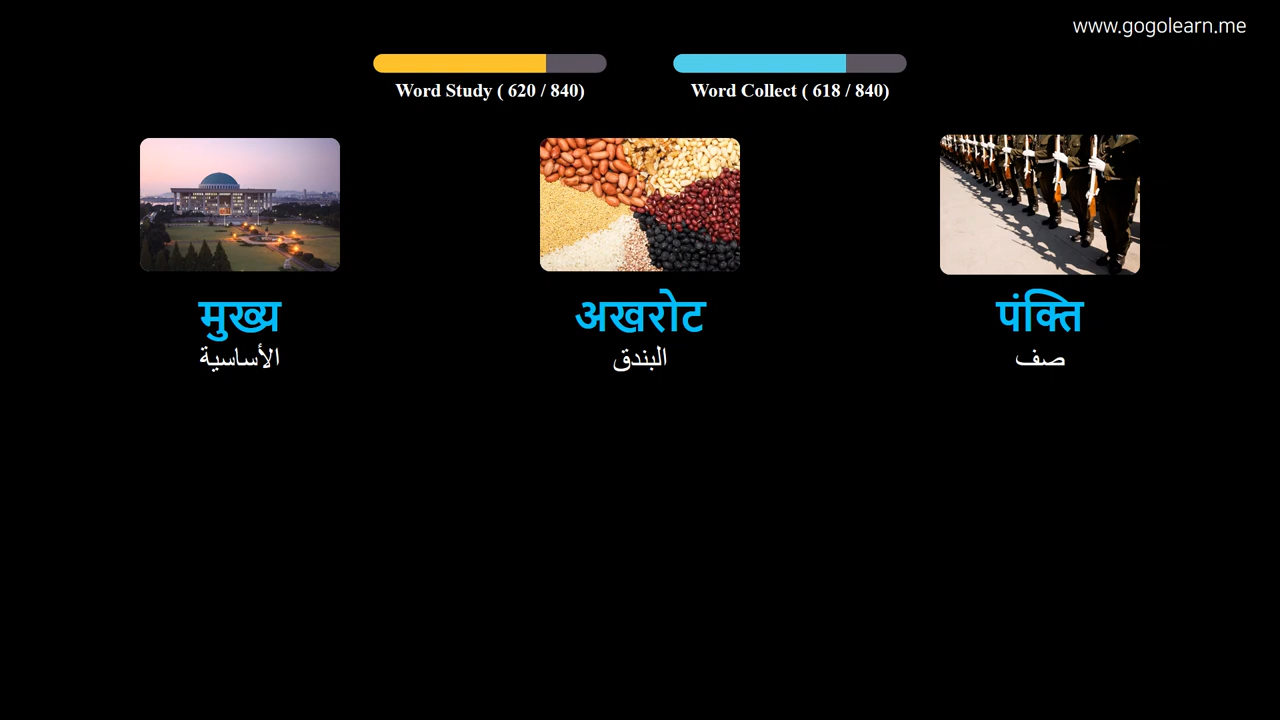 www.gogolearn.me
Word Study ( 620 / 840)
Word Collect ( 618 / 840)
मुख्य
अखरोट
पंक्ति
الأساسية
البندق
صف